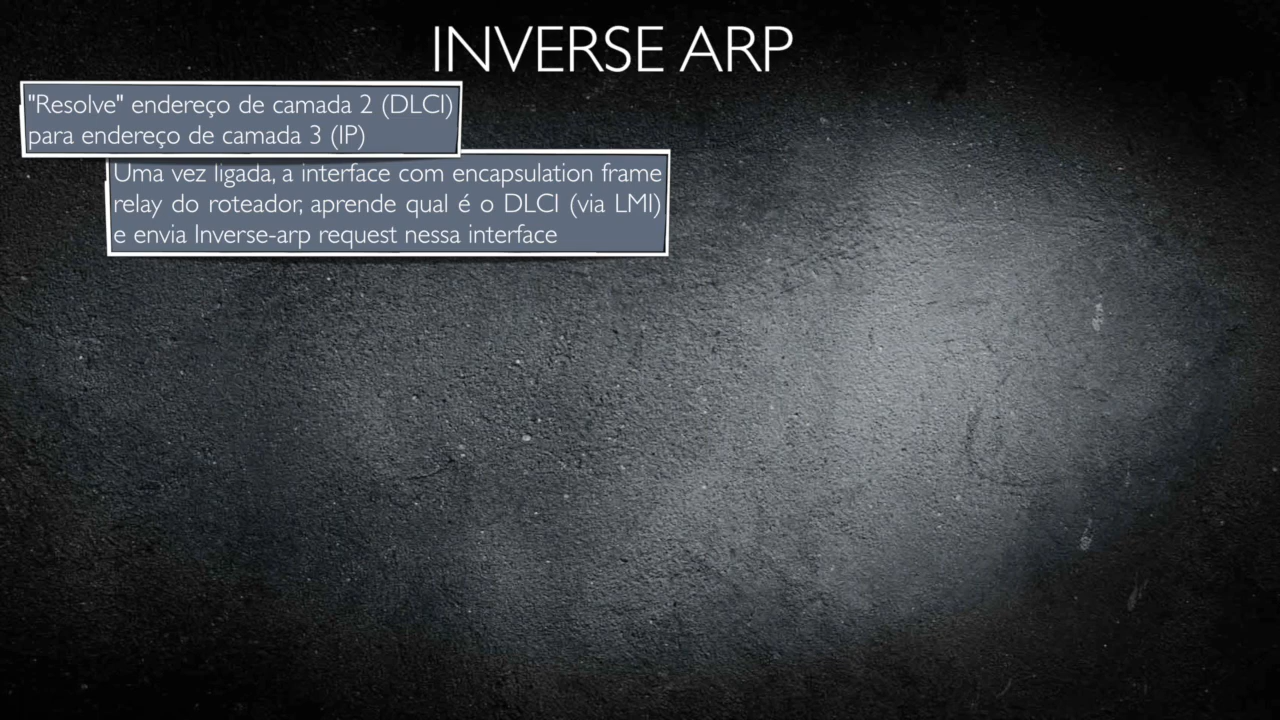 INVERSE ARP
"Resolve" endereço de camada 2 (DLCI)
para endereço de camada 3 (IP)
Uma vez ligada, a interface com encapsulation frame
relay do roteador, aprende qual é o DLCI (via LMI)
e envia Inverse-arp request nessa interface